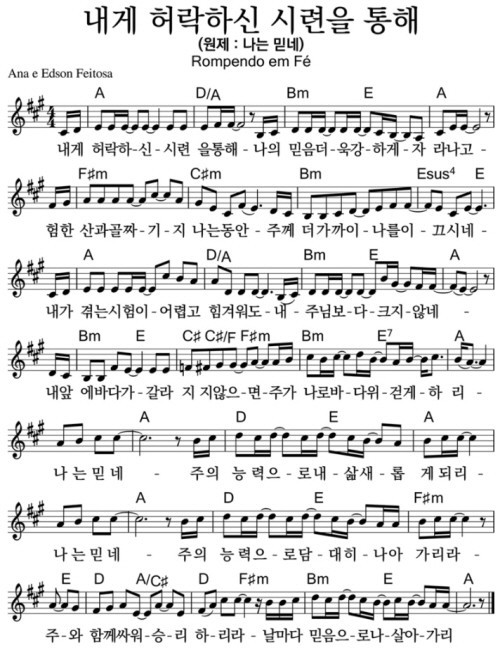 내게 허락하신 시련을 통해
(원제 : 나는 믿네)
Rompendo em Fé
Ana e Edson Feitosa
A D/A Bm E A
내게 허락하-신-시련 을통해-나의 믿음더욱강-하게-자 라나고-
F♯m C♯m Bm Esus4 E
험한 산과골짜-기-지 나는동안-주께 더가까이-나를이-끄시네-
A D/A Bm E A
내가 겪는시험이-어렵고 힘겨워도-내-주님보-다-크지않네-
Bm E C♯ C♯/F F♯m Bm E7 A
내앞 에바다가-갈라 지 지않으-면-주가 나로바-다위-걷게-하 리-
A D E A
나는믿 네- 주의 능력으-로내-삶새-롭 게되리-
A D E F♯m
나는믿네- 주의 능력으-로담-대히-나아 가리라-
E D A/C♯ F♯m Bm E A
주-와 함께싸워-승-리 하-리라-날마다 믿음으-로나-살아-가리